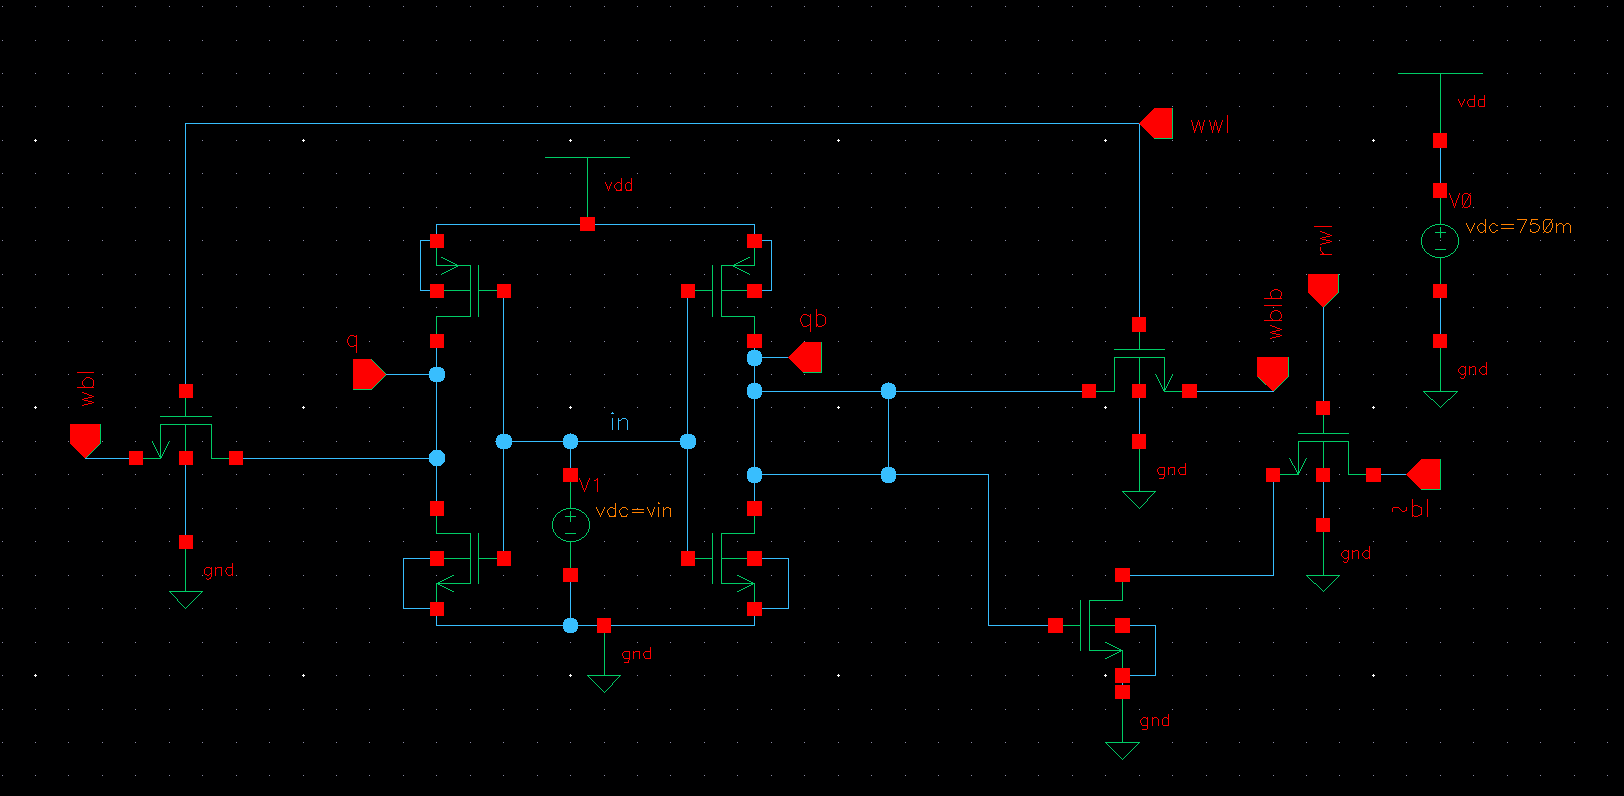 vdd
wwl
vdd
V0
vdc=750m
rwl
wblb
qb
q
wbl
gnd
in
gnd
V1
vdc=vin
~bl
gnd
gnd
gnd
gnd